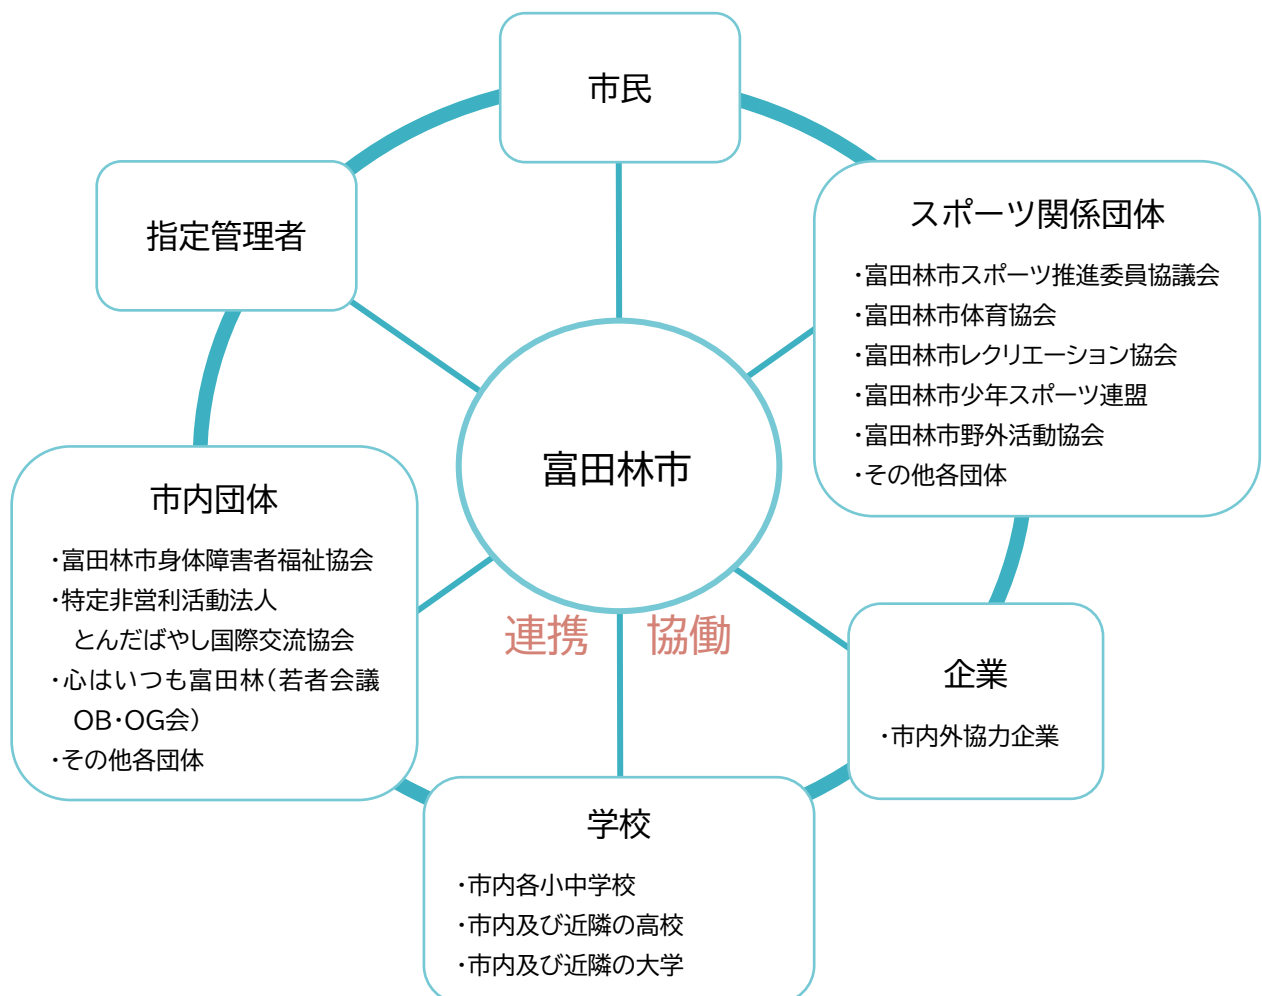 市民
指定管理者
スポーツ関係団体
・富田林市スポーツ推進委員協議会
・富田林市体育協会
・富田林市レクリエーション協会
・富田林市少年スポーツ連盟
・富田林市野外活動協会
・その他各団体
富田林市
連携 協働
市内団体
・富田林市身体障害者福祉協会
・特定非営利活動法人
とんだばやし国際交流協会
・心はいつも富田林（若者会議
OB・OG会）
・その他各団体
企業
・市内外協力企業
学校
・市内各小中学校
・市内及び近隣の高校
・市内及び近隣の大学